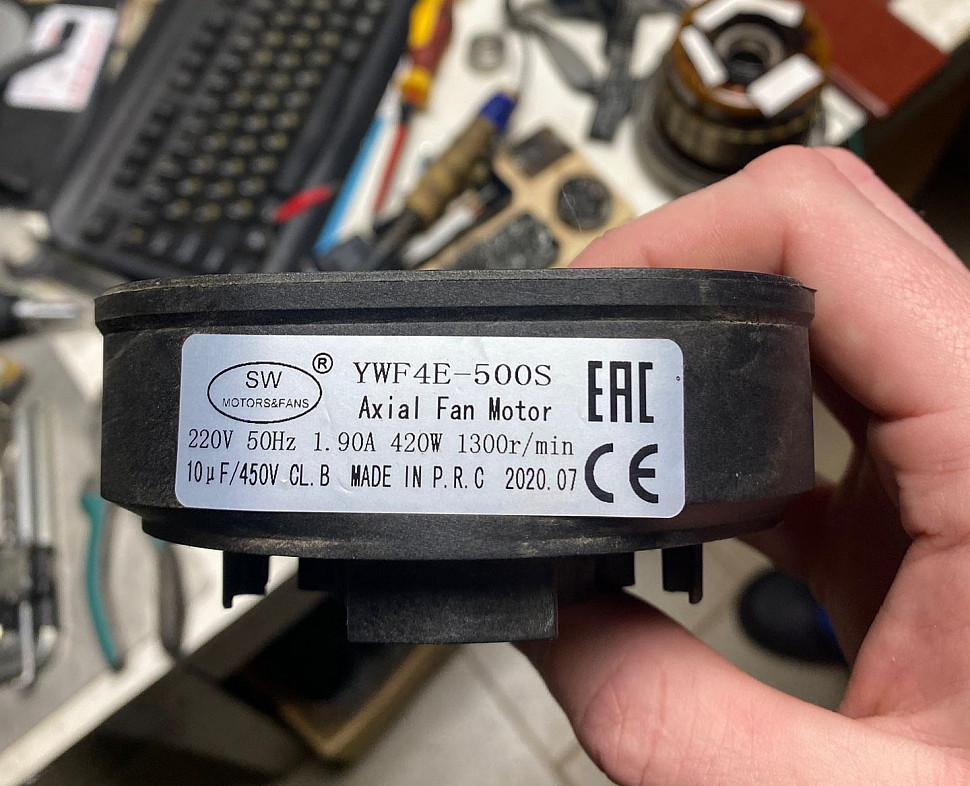 SW
MOTORS&FANS
®
YWF4E-500S
Axial Fan Motor
EAC
220V 50Hz 1.90A 420W 1300r/min
10μF/450V CL.B MADE IN P.R.C 2020.07
CE